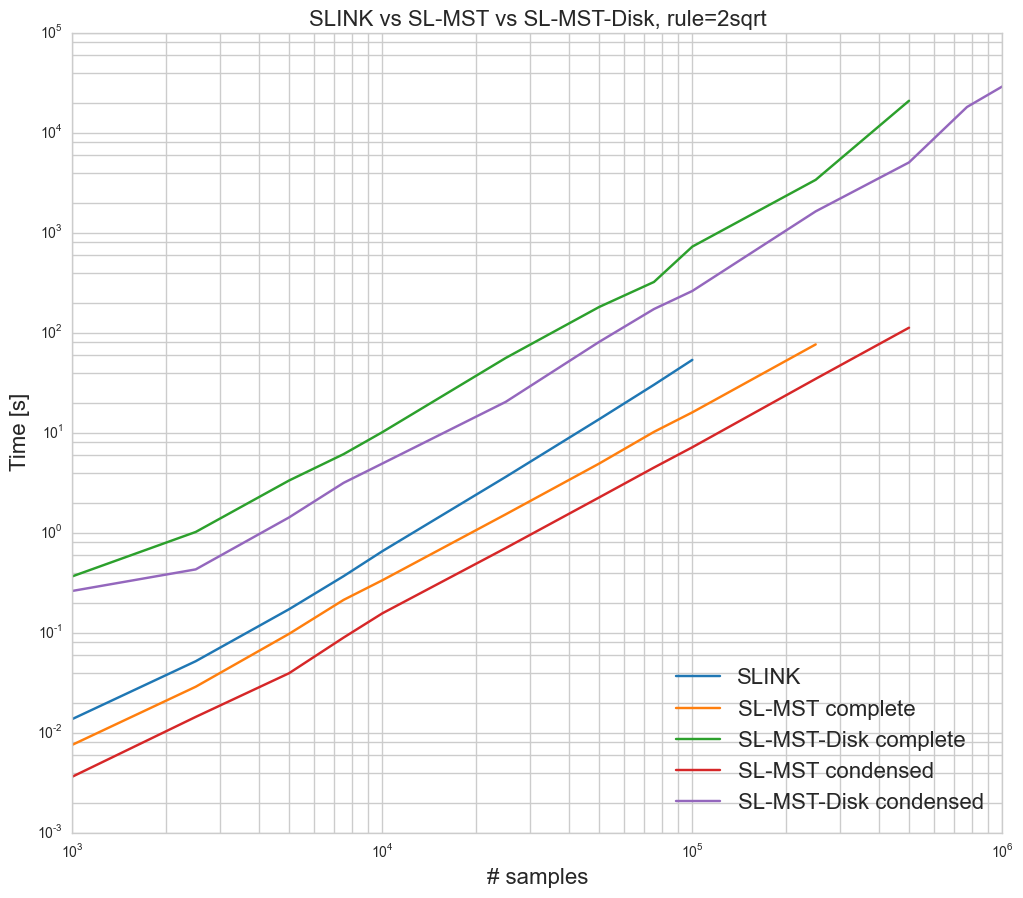 SLINK vs SL-MST vs SL-MST-Disk, rule=2sqrt
10^5
10^4
10^3
10^2
10^1
10^0
10^-1
10^-2
10^-3
Time [s]
SLINK
SL-MST complete
SL-MST-Disk complete
SL-MST condensed
SL-MST-Disk condensed
10^3 10^4 10^5 10^6
# samples